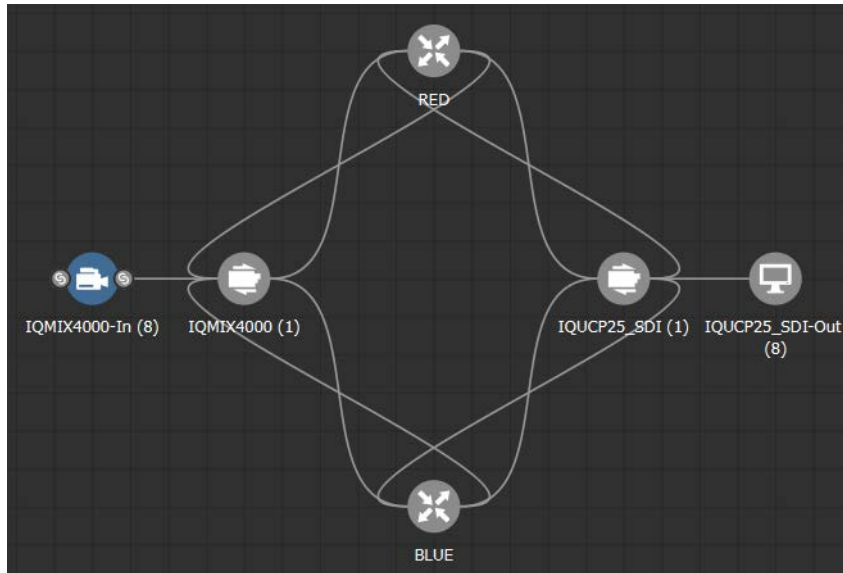 RED
IQMIX4000-In (8)
IQMIX4000 (1)
IQUCP25_SDI (1)
IQUCP25_SDI-Out
(8)
BLUE